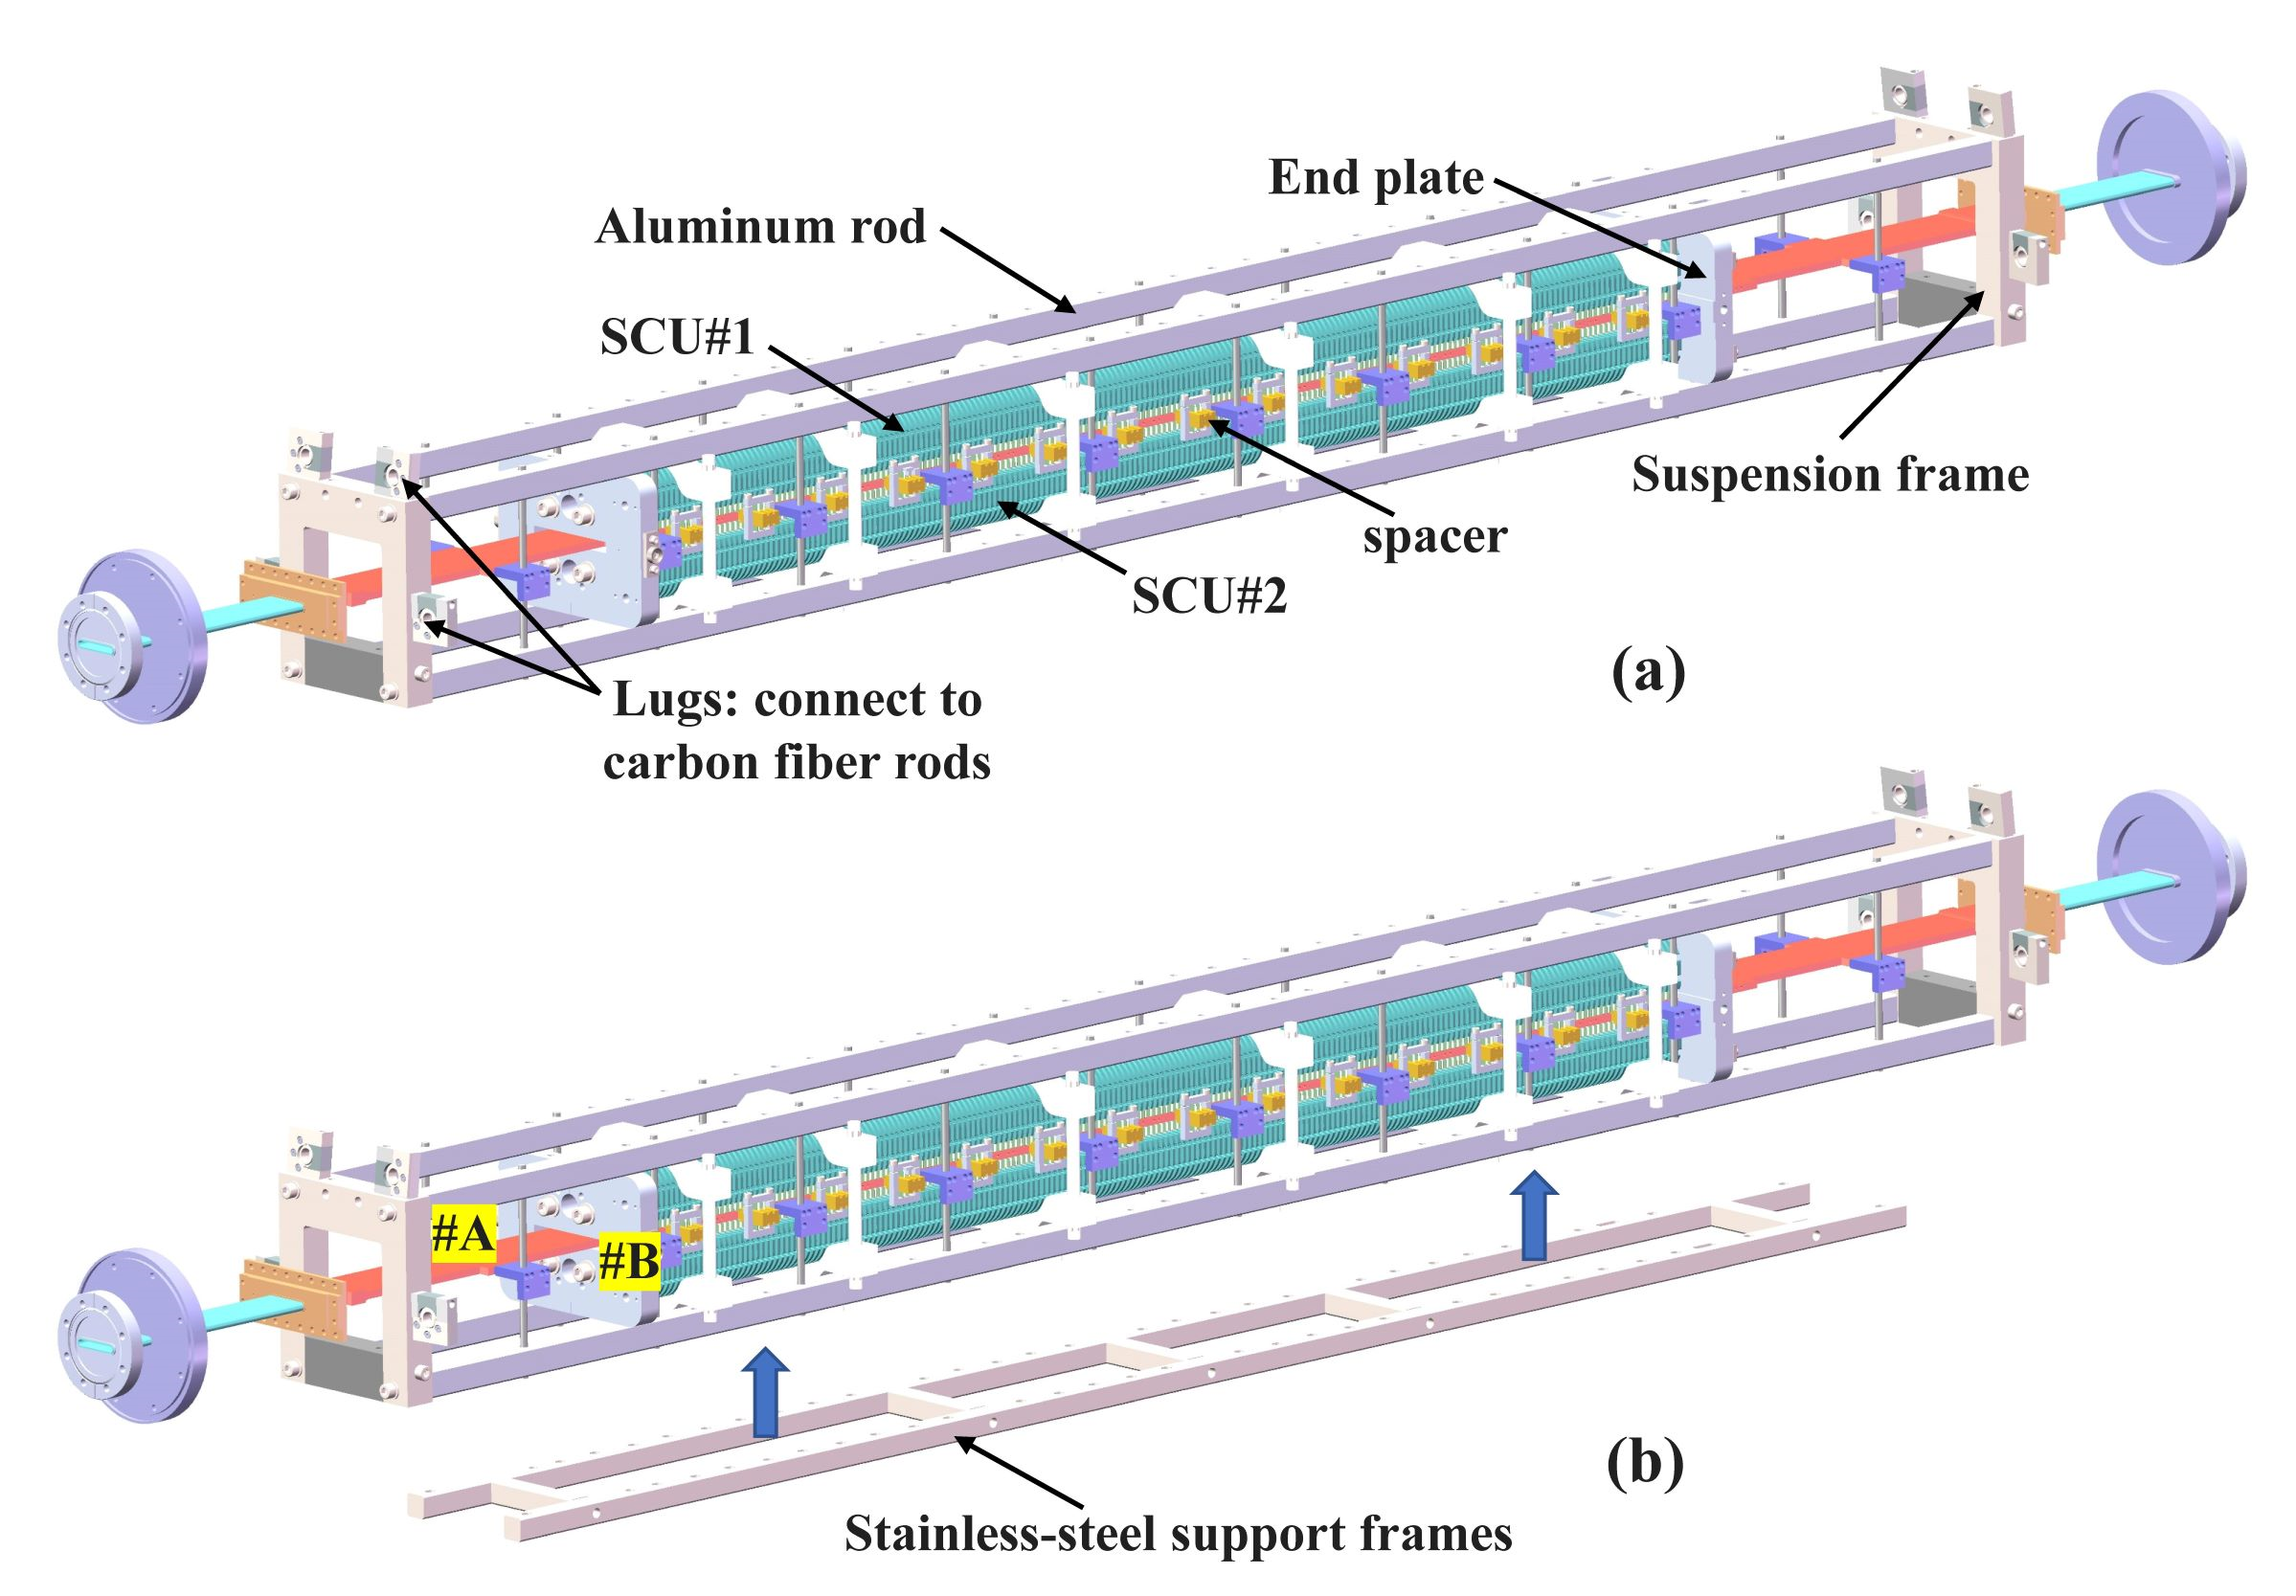 End plate
Aluminum rod
SCU#1
Suspension frame
spacer
SCU#2
(a)
Lugs: connect to
carbon fiber rods
#A
#B
(b)
Stainless-steel support frames